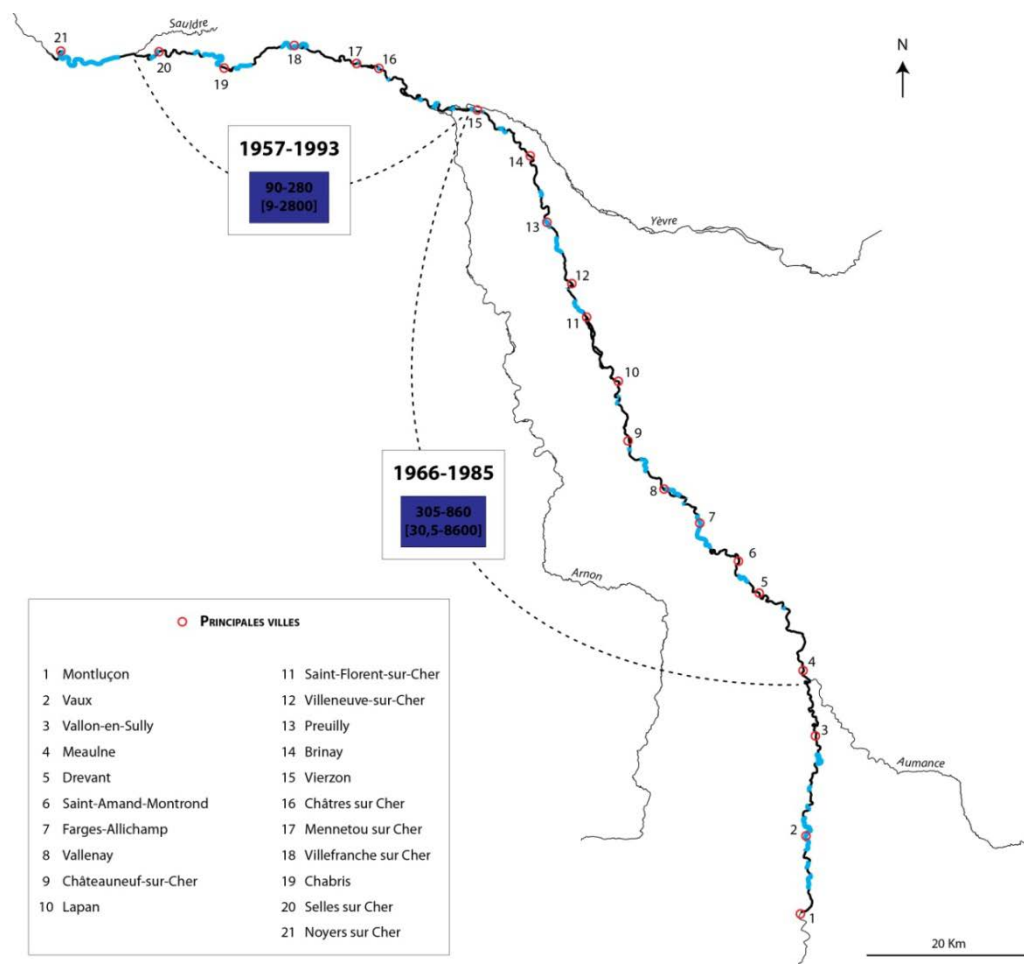 21
Sauldre
20
19
18
17
16
N
15
14
1957-1993
90-280
[9-2800]
13
Yèvre
12
11
10
9
1966-1985
305-860
[30,5-8600]
8
7
6
5
Arnon
4
3
Aumance
2
1
20 Km
PRINCIPALES VILLES
1 Montluçon
2 Vaux
3 Vallon-en-Sully
4 Meaulne
5 Drevant
6 Saint-Amand-Montrond
7 Farges-Allichamp
8 Vallenay
9 Châteauneuf-sur-Cher
10 Lapan
11 Saint-Florent-sur-Cher
12 Villeneuve-sur-Cher
13 Preuilly
14 Brinay
15 Vierzon
16 Châtres sur Cher
17 Mennetou sur Cher
18 Villefranche sur Cher
19 Chabris
20 Selles sur Cher
21 Noyers sur Cher